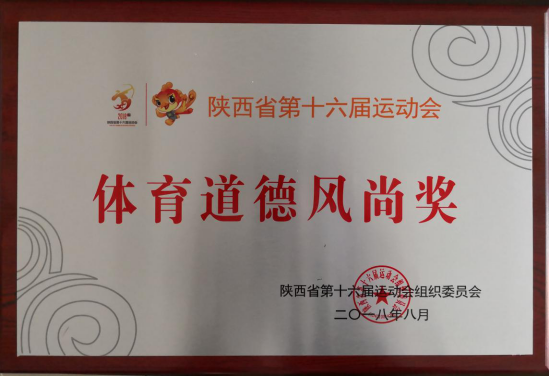 陕西省第十六届运动会
体育道德风尚奖
陕西省第十六届运动会组织委员会
二〇一八年八月